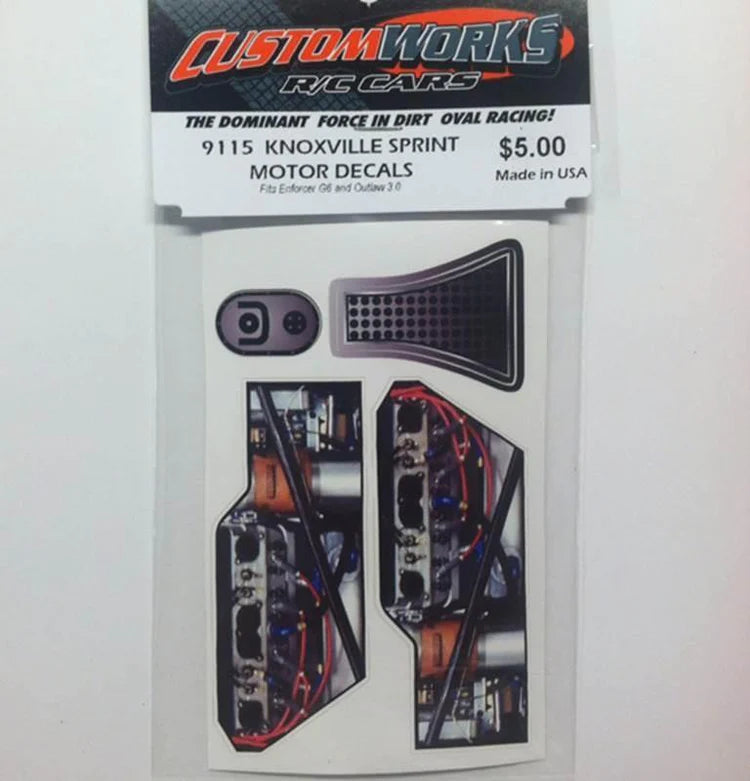 CUSTOMWORKS
R/C CARS
THE DOMINANT FORCE IN DIRT OVAL RACING!
9115 KNOXVILLE SPRINT $5.00
MOTOR DECALS Made in USA
Fits Enforcer G6 and Outlaw 3.0